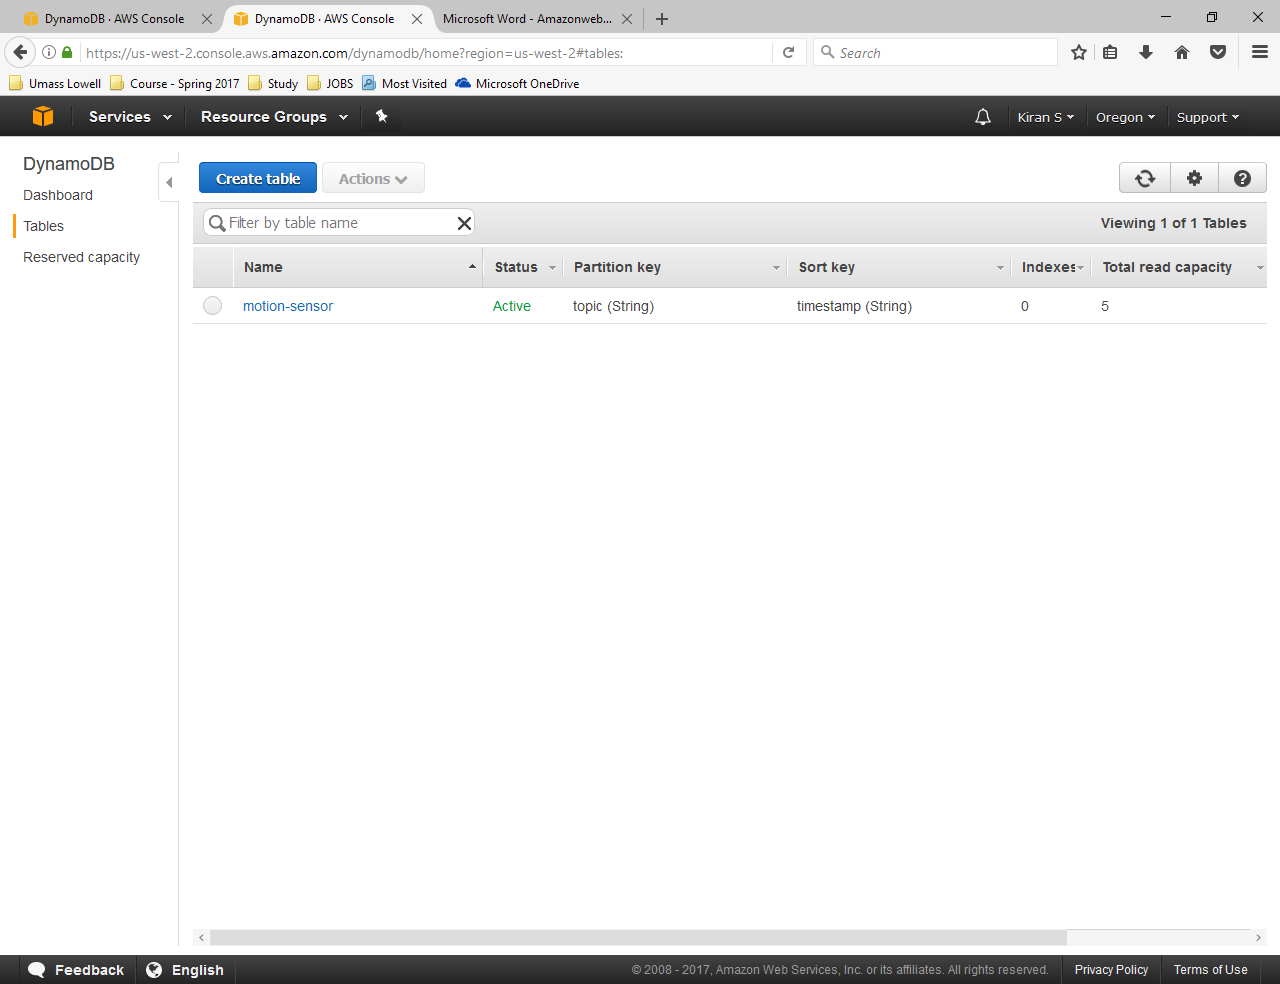 DynamoDB · AWS Console DynamoDB · AWS Console Microsoft Word - Amazonweb...
https://us-west-2.console.aws.amazon.com/dynamodb/home?region=us-west-2#tables: Search
Umass Lowell Course - Spring 2017 Study JOBS Most Visited Microsoft OneDrive
Services Resource Groups Kiran S Oregon Support
DynamoDB
Dashboard
Tables
Reserved capacity
Create table Actions
Filter by table name Viewing 1 of 1 Tables
Name Status Partition key Sort key Indexes Total read capacity
motion-sensor Active topic (String) timestamp (String) 0 5
Feedback English © 2008 - 2017, Amazon Web Services, Inc. or its affiliates. All rights reserved. Privacy Policy Terms of Use